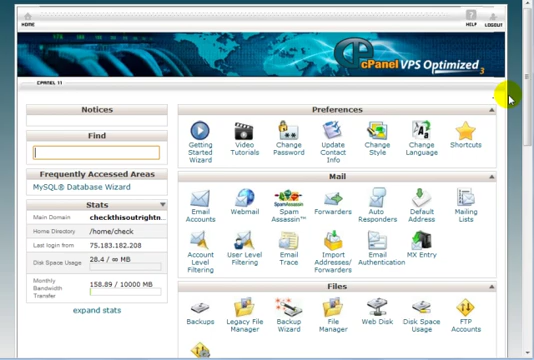 HOME
HELP
LOGOUT
cPanel VPS Optimized 3
CPANEL 11
Notices
Find
Frequently Accessed Areas
MySQL® Database Wizard
Stats
Main Domain checkthisoutrightn...
Home Directory /home/check
Last login from 75.183.182.208
Disk Space Usage 28.4 / ∞ MB
Monthly Bandwidth Transfer 158.89 / 10000 MB
expand stats
Preferences
Getting Started Wizard
Video Tutorials
Change Password
Update Contact Info
Change Style
Change Language
Shortcuts
Mail
Email Accounts
Webmail
SpamAssassin
Spam Assassin™
Forwarders
Auto Responders
Default Address
Mailing Lists
Account Level Filtering
User Level Filtering
Email Trace
Import Addresses/ Forwarders
Email Authentication
MX Entry
Files
Backups
Legacy File Manager
Backup Wizard
File Manager
Web Disk
Disk Space Usage
FTP Accounts